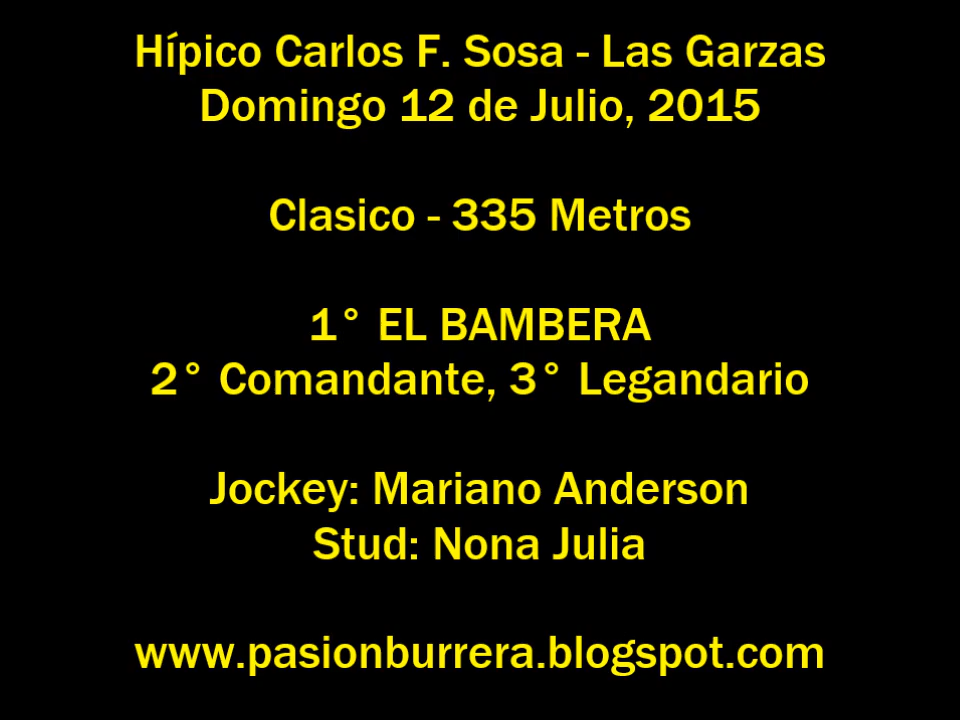 Hípico Carlos F. Sosa - Las Garzas
Domingo 12 de Julio, 2015
Clasico - 335 Metros
1° EL BAMBERA
2° Comandante, 3° Legandario
Jockey: Mariano Anderson
Stud: Nona Julia
www.pasionburrera.blogspot.com